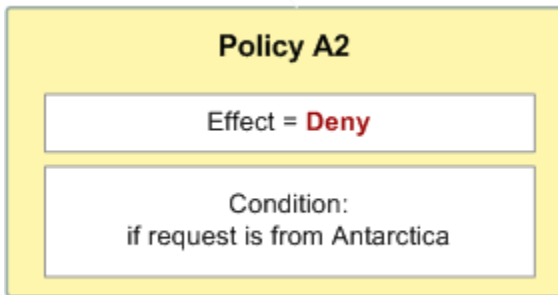 Policy A2
Effect = Deny
Condition:
if request is from Antarctica